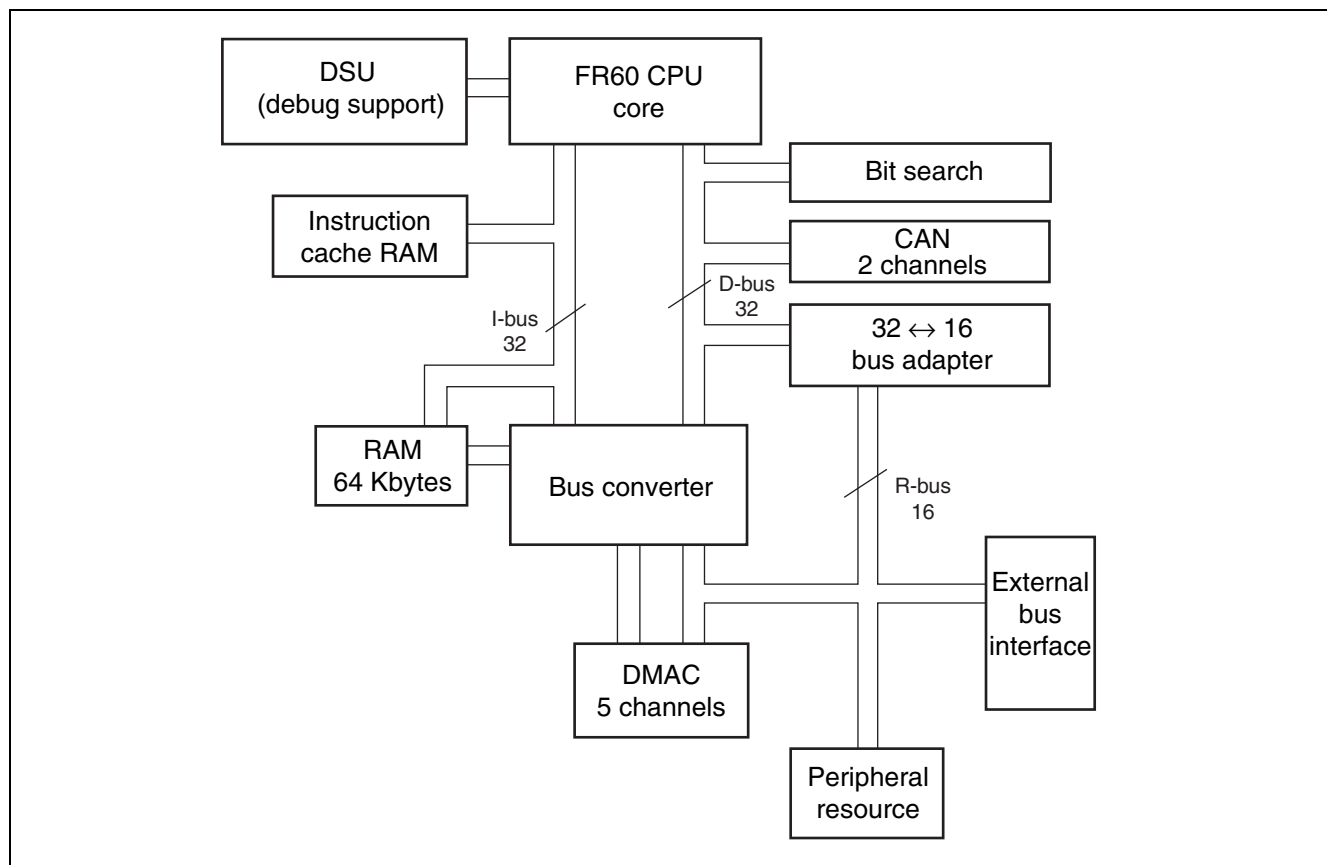 DSU
(debug support)
FR60 CPU
core
Bit search
Instruction
cache RAM
CAN
2 channels
D-bus
32
I-bus
32
32 ↔ 16
bus adapter
RAM
64 Kbytes
Bus converter
R-bus
16
External
bus
interface
DMAC
5 channels
Peripheral
resource